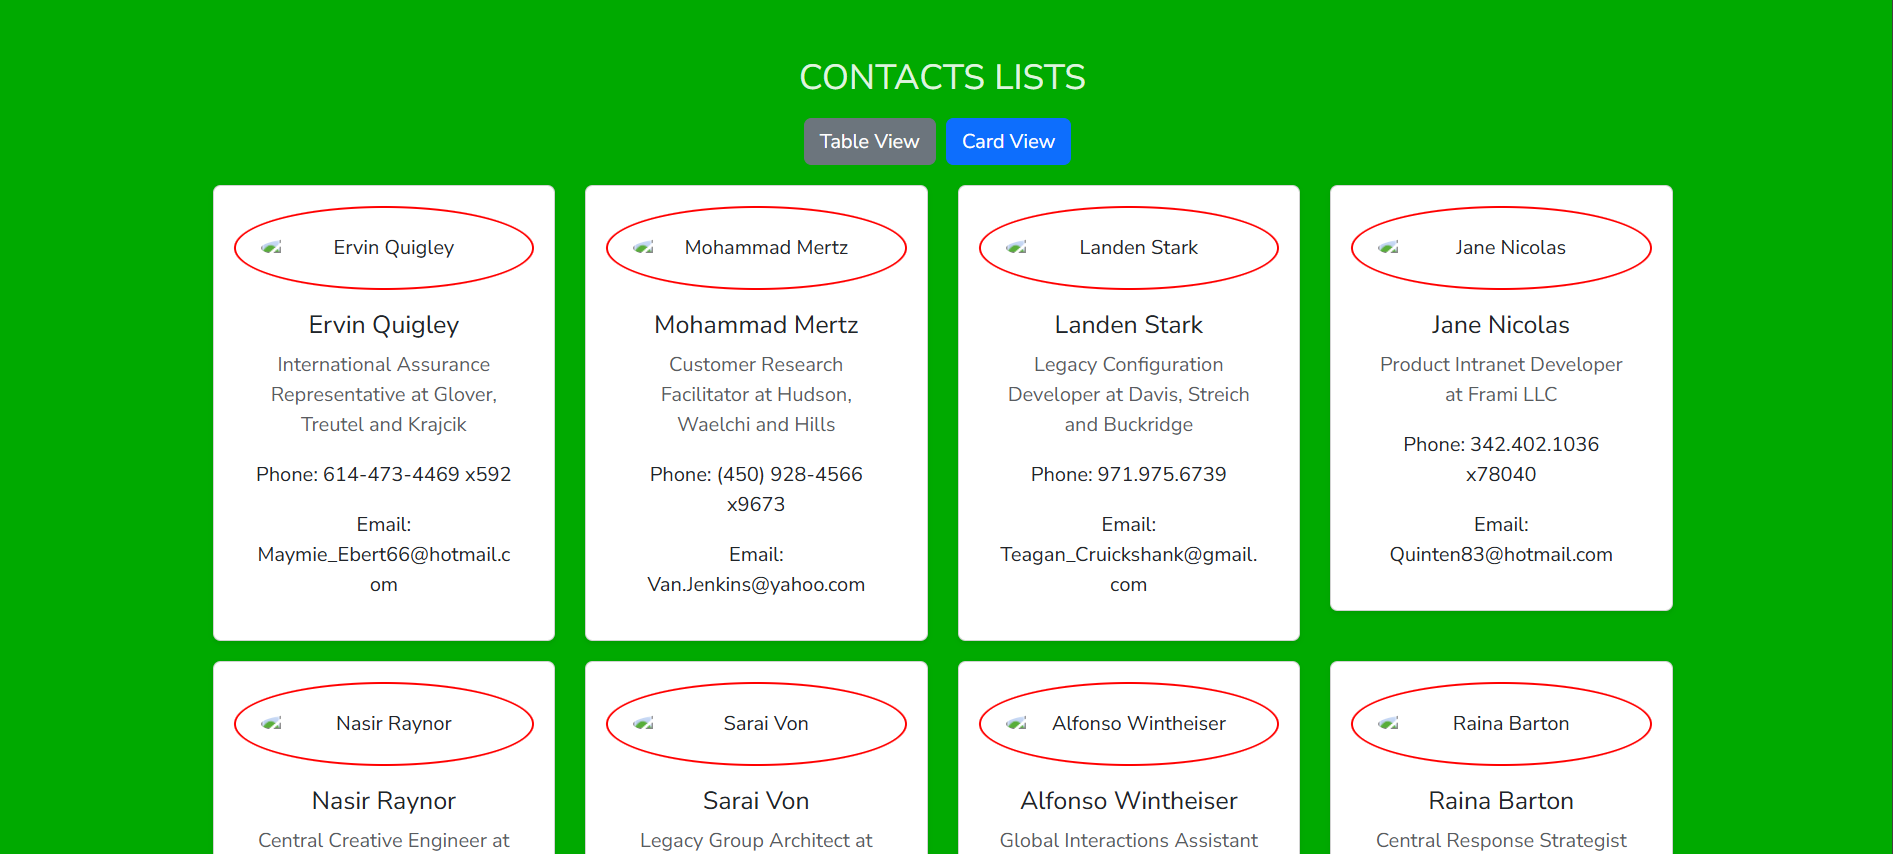 CONTACTS LISTS
Table View
Card View
Ervin Quigley
Ervin Quigley
International Assurance
Representative at Glover,
Treutel and Krajcik
Phone: 614-473-4469 x592
Email:
Maymie_Ebert66@hotmail.c
om
Mohammad Mertz
Mohammad Mertz
Customer Research
Facilitator at Hudson,
Waelchi and Hills
Phone: (450) 928-4566
x9673
Email:
Van.Jenkins@yahoo.com
Landen Stark
Landen Stark
Legacy Configuration
Developer at Davis, Streich
and Buckridge
Phone: 971.975.6739
Email:
Teagan_Cruickshank@gmail.
com
Jane Nicolas
Jane Nicolas
Product Intranet Developer
at Frami LLC
Phone: 342.402.1036
x78040
Email:
Quinten83@hotmail.com
Nasir Raynor
Nasir Raynor
Central Creative Engineer at
Sarai Von
Sarai Von
Legacy Group Architect at
Alfonso Wintheiser
Alfonso Wintheiser
Global Interactions Assistant
Raina Barton
Raina Barton
Central Response Strategist